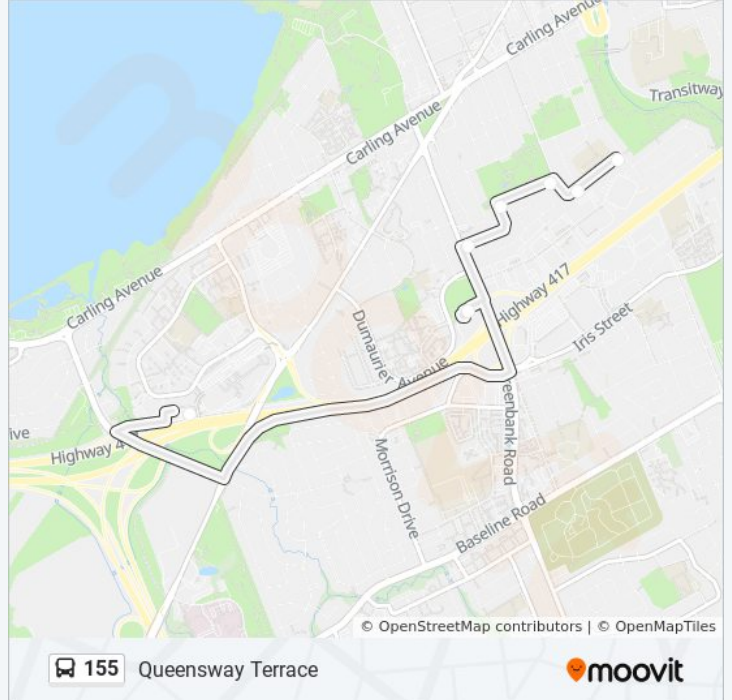 Carling Avenue
Transitway
Carling Avenue
Highway 417
Carling Avenue
Iris Street
Dumaurier
Avenue
reenbank Road
ive
Highway 4
Morrison Drive
Baseline Road
© OpenStreetMap contributors | © OpenMapTiles
155 Queensway Terrace
moovit